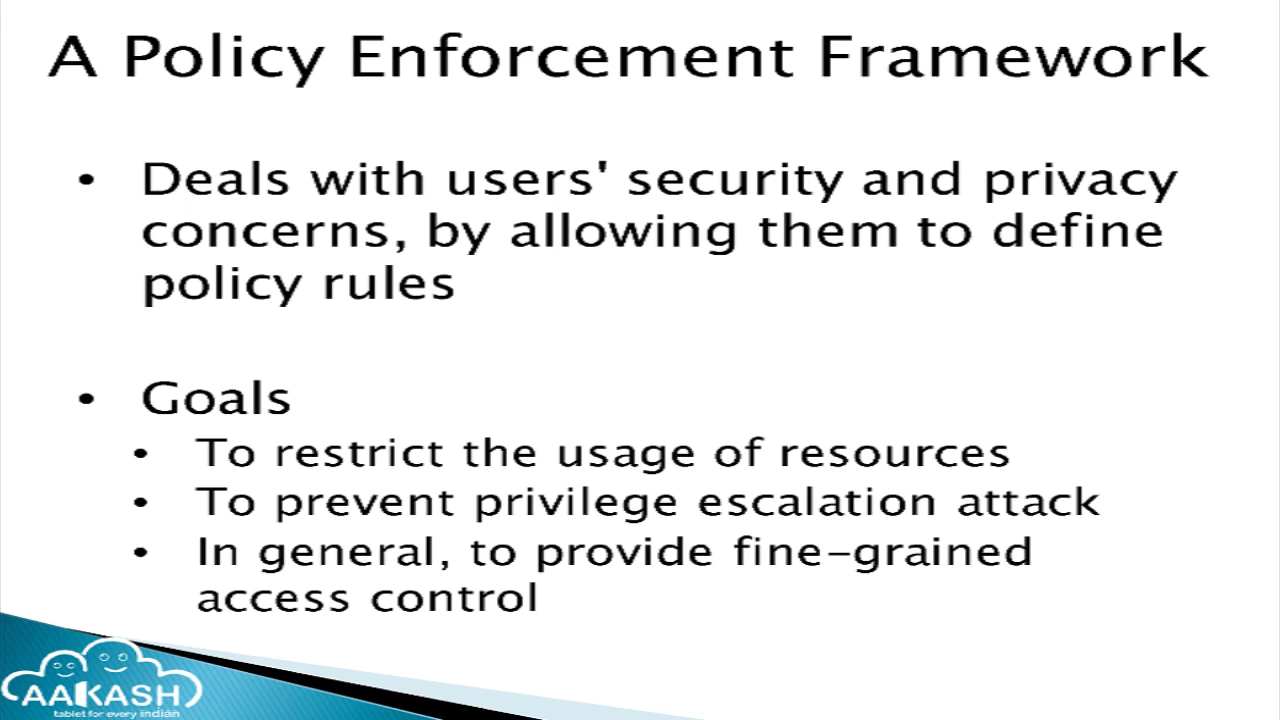 A Policy Enforcement Framework
• Deals with users' security and privacy
concerns, by allowing them to define
policy rules
• Goals
• To restrict the usage of resources
• To prevent privilege escalation attack
• In general, to provide fine-grained
access control
AAKASH
tablet for every indian